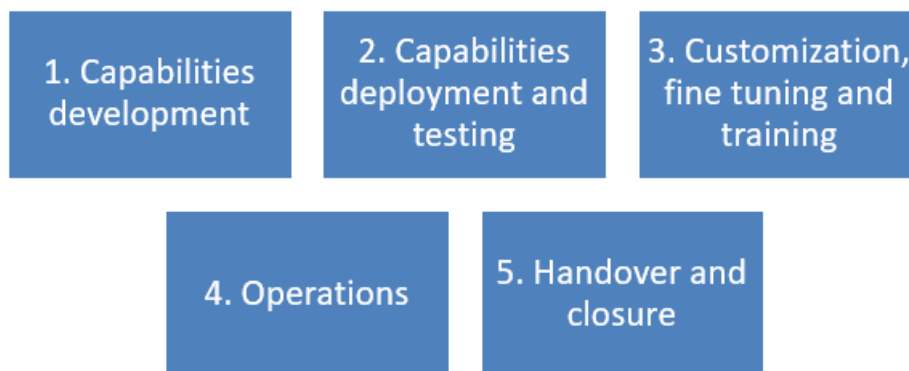 1. Capabilities
development
2. Capabilities
deployment and
testing
3. Customization,
fine tuning and
training
4. Operations
5. Handover and
closure